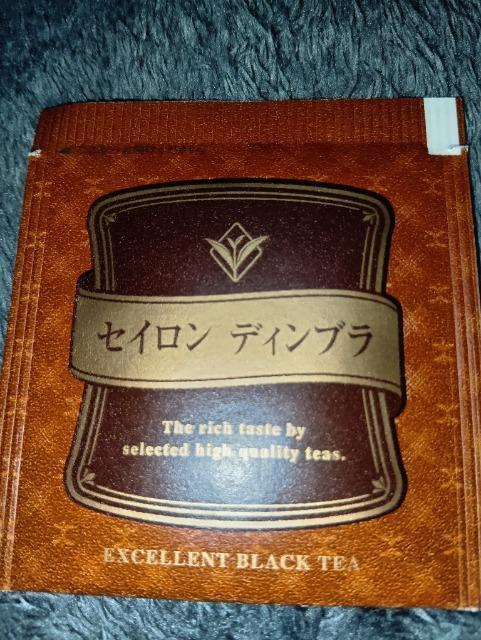 セイロン ディンブラ
The rich taste by
selected high quality teas.
EXCELLENT BLACK TEA